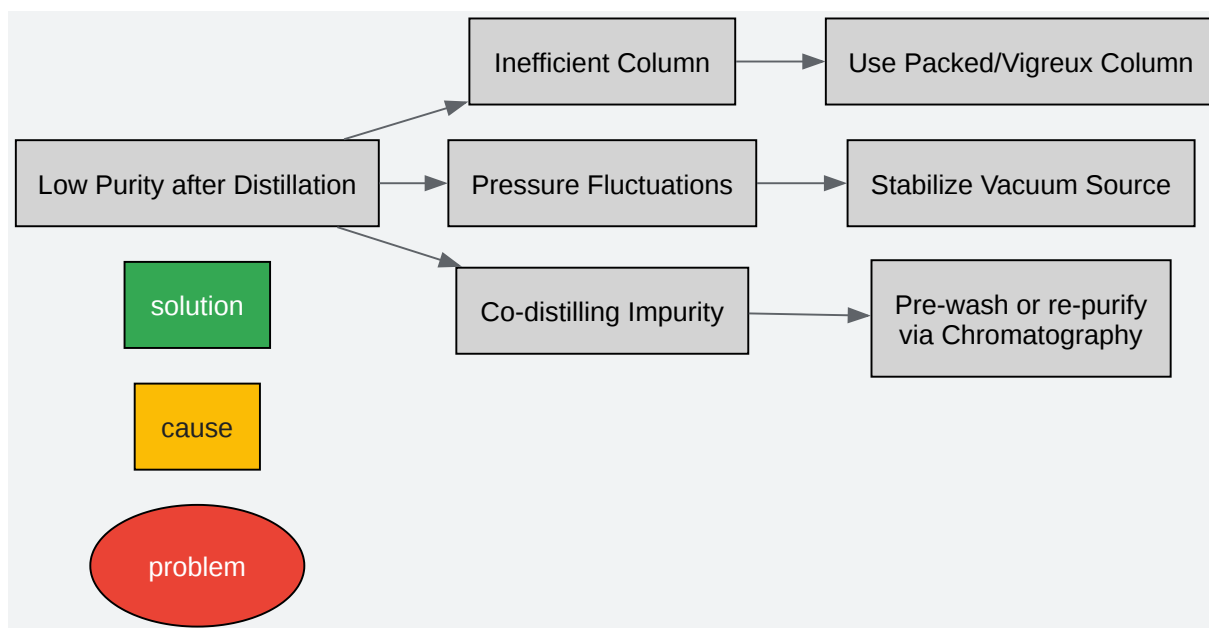 Inefficient Column
Use Packed/Vigreux Column
Low Purity after Distillation
Pressure Fluctuations
Stabilize Vacuum Source
Co-distilling Impurity
Pre-wash or re-purify
via Chromatography
solution
cause
problem